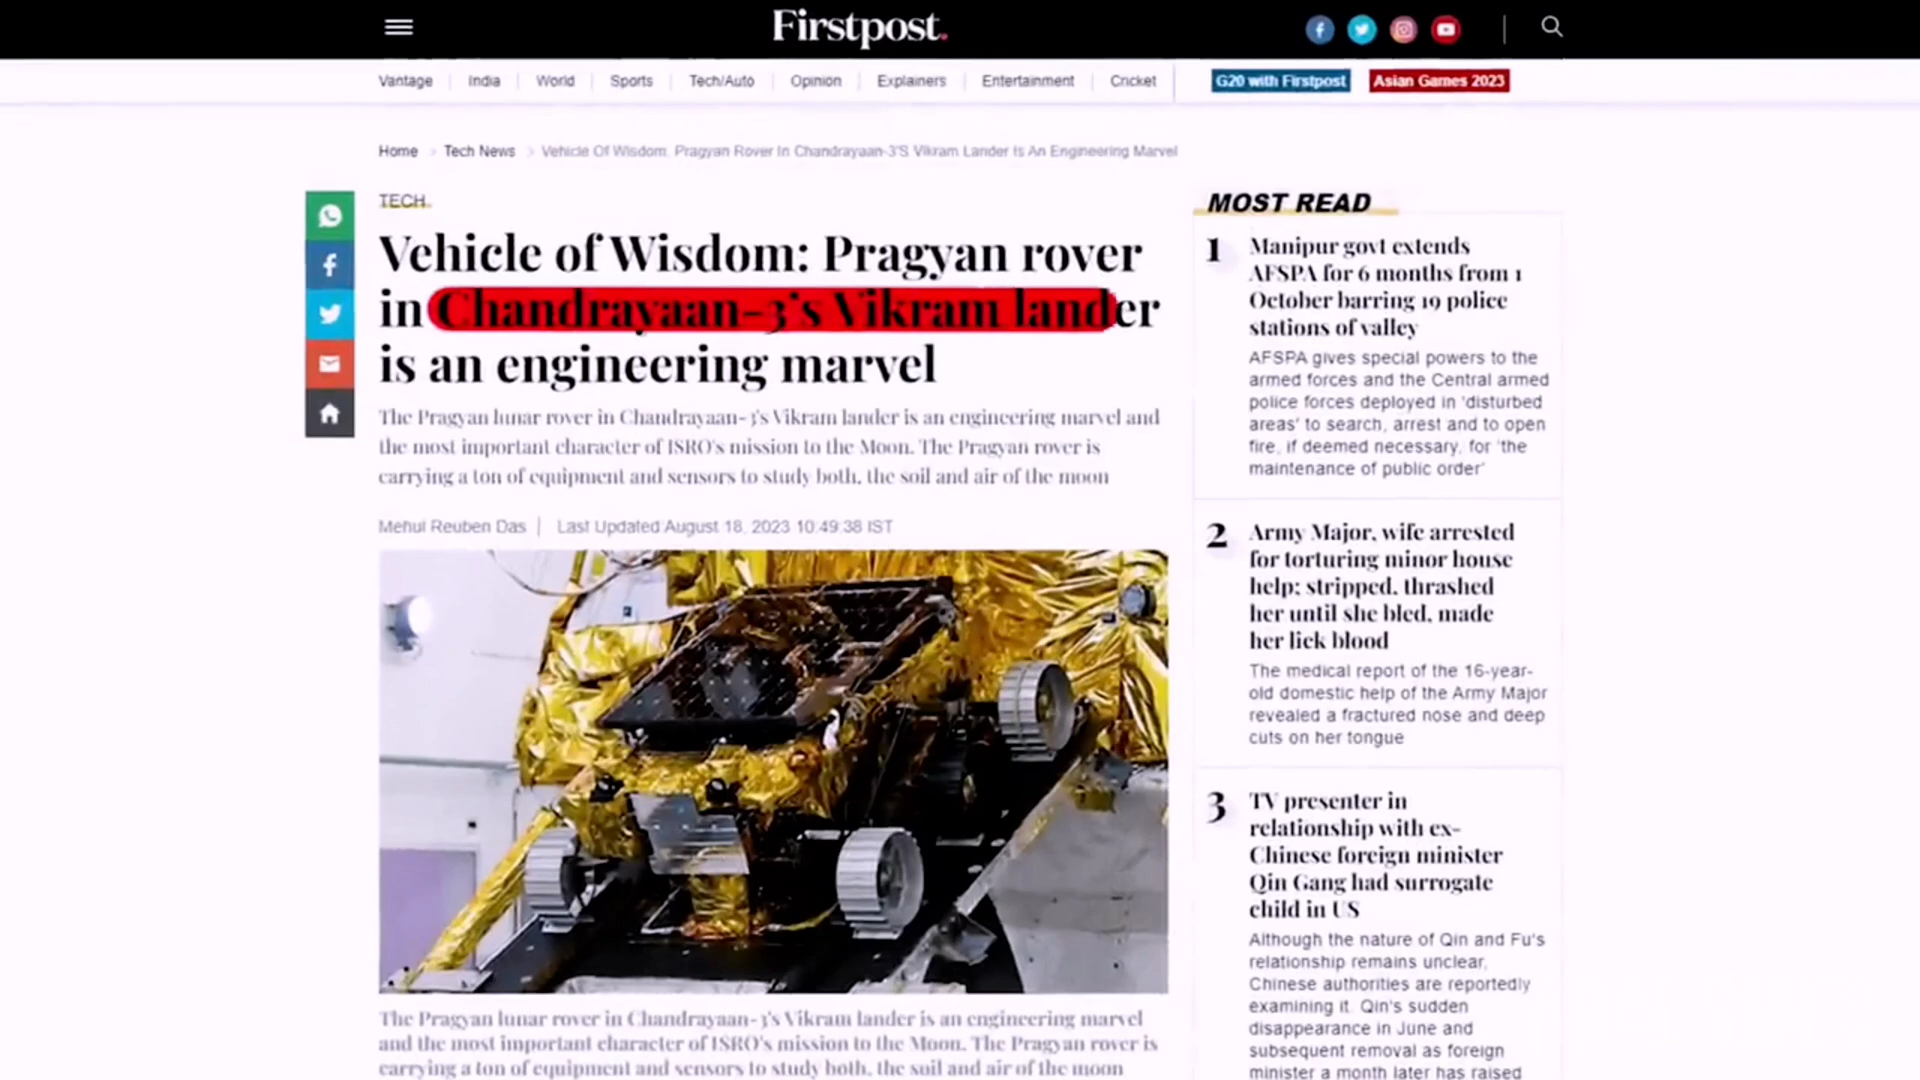 Firstpost.
Vantage
India
World
Sports
Tech/Auto
Opinion
Explainers
Entertainment
Cricket
G20 with Firstpost
Asian Games 2023
Home > Tech News > Vehicle Of Wisdom: Pragyan Rover In Chandrayaan-3'S Vikram Lander Is An Engineering Marvel
TECH
Vehicle of Wisdom: Pragyan rover
in Chandrayaan-3's Vikram lander
is an engineering marvel
The Pragyan lunar rover in Chandrayaan-3's Vikram lander is an engineering marvel and
the most important character of ISRO's mission to the Moon. The Pragyan rover is
carrying a ton of equipment and sensors to study both, the soil and air of the moon
Mehul Reuben Das | Last Updated:August 18, 2023 10:49:38 IST
The Pragyan lunar rover in Chandrayaan-3's Vikram lander is an engineering marvel
and the most important character of ISRO's mission to the Moon. The Pragyan rover is
carrying a ton of equipment and sensors to study both, the soil and air of the moon
MOST READ
1
Manipur govt extends
AFSPA for 6 months from 1
October barring 19 police
stations of valley
AFSPA gives special powers to the
armed forces and the Central armed
police forces deployed in 'disturbed
areas' to search, arrest and to open
fire, if deemed necessary, for 'the
maintenance of public order'
2
Army Major, wife arrested
for torturing minor house
help; stripped, thrashed
her until she bled, made
her lick blood
The medical report of the 16-year-
old domestic help of the Army Major
revealed a fractured nose and deep
cuts on her tongue
3
TV presenter in
relationship with ex-
Chinese foreign minister
Qin Gang had surrogate
child in US
Although the nature of Qin and Fu's
relationship remains unclear,
Chinese authorities are reportedly
examining it. Qin's sudden
disappearance in June and
subsequent removal as foreign
minister a month later has raised